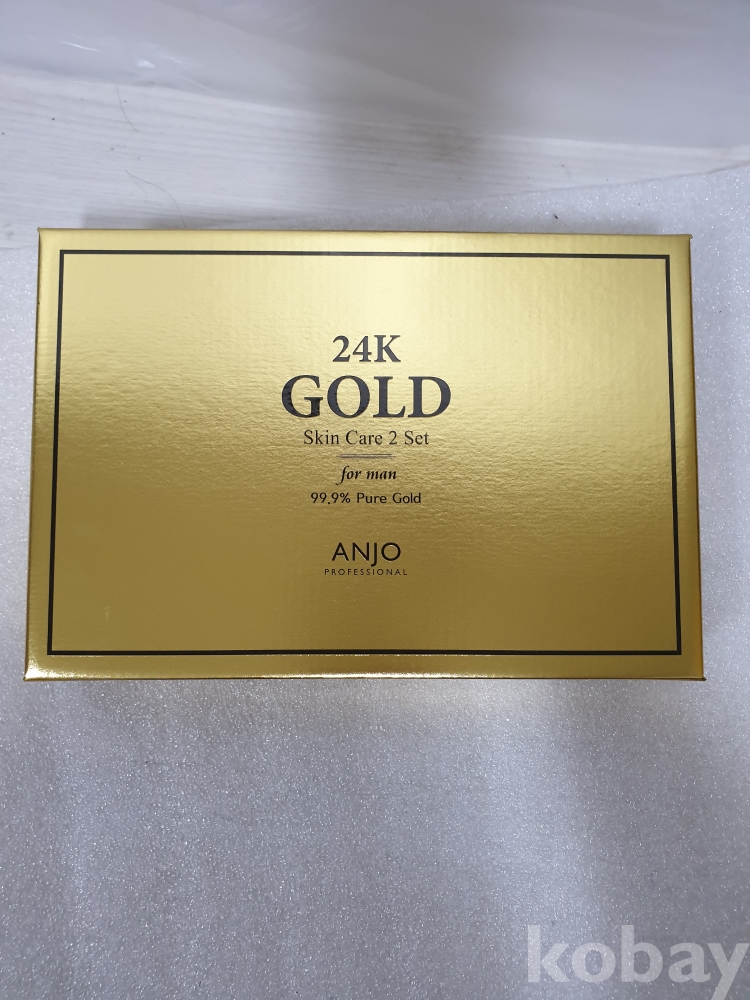 24K
GOLD
Skin Care 2 Set
for man
99.9% Pure Gold
ANJO
PROFESSIONAL
kobay